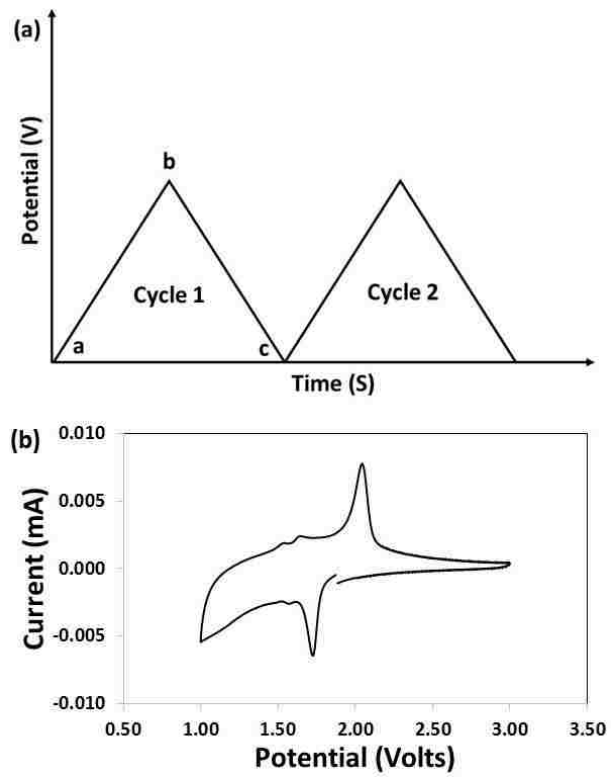 (a)
Potential (V)
b
Cycle 1
Cycle 2
a
c
Time (S)
(b)
0.010
0.005
0.000
-0.005
-0.010
Current (mA)
0.50
1.00
1.50
2.00
2.50
3.00
3.50
Potential (Volts)